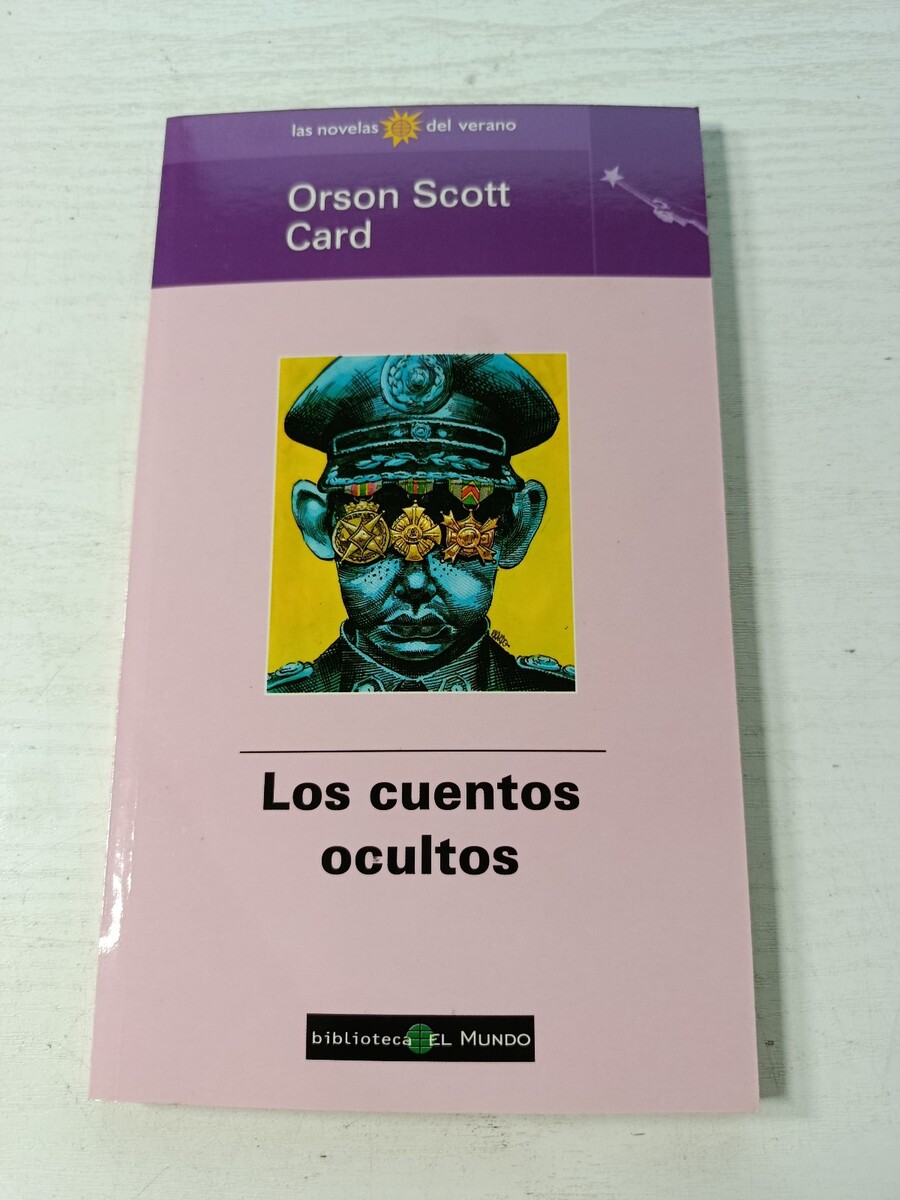 las novelas del verano
Orson Scott
Card
Los cuentos
ocultos
biblioteca EL MUNDO